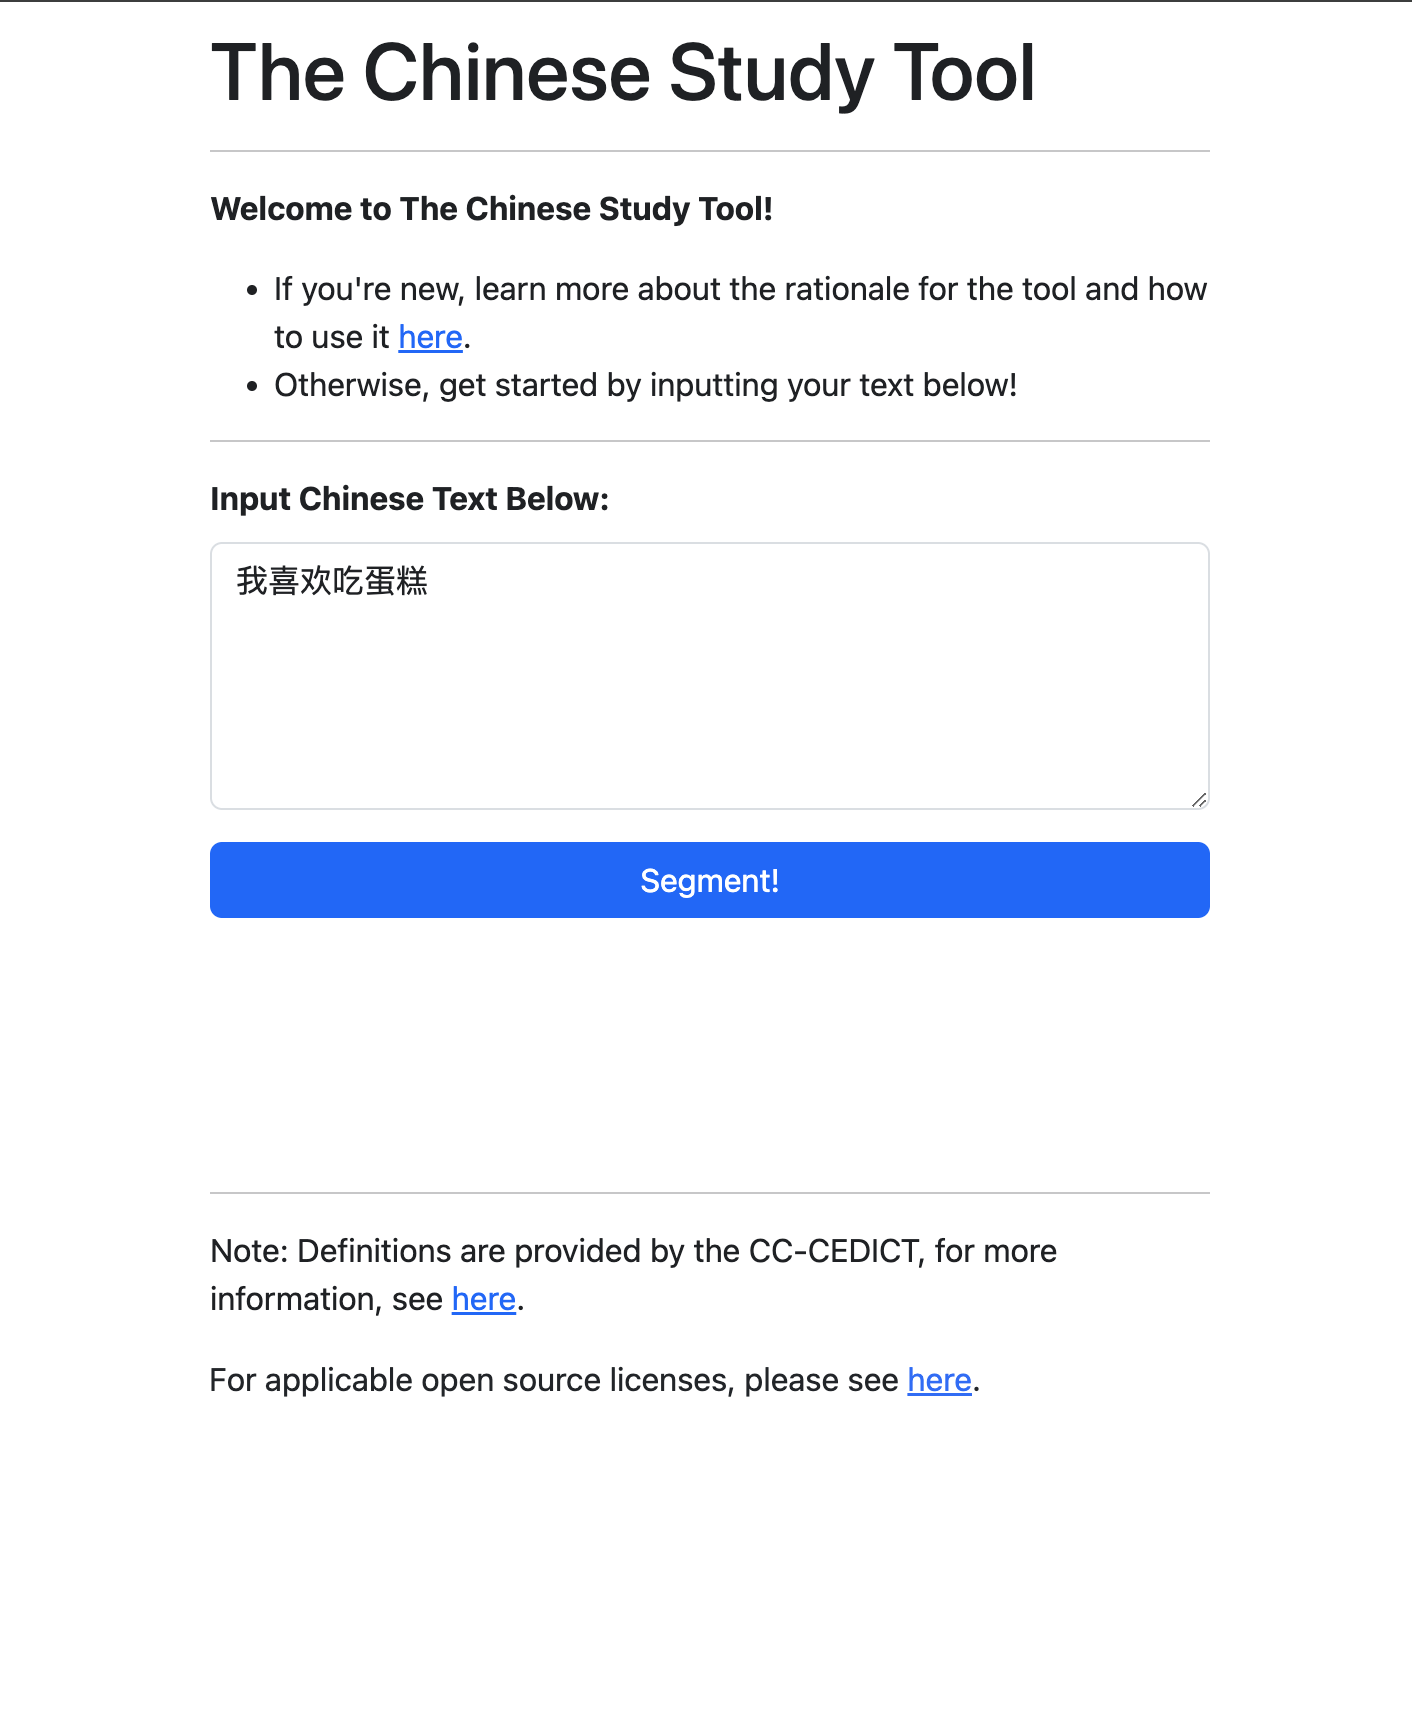 The Chinese Study Tool
Welcome to The Chinese Study Tool!
• If you're new, learn more about the rationale for the tool and how
to use it here.
• Otherwise, get started by inputting your text below!
Input Chinese Text Below:
我喜欢吃蛋糕
Segment!
Note: Definitions are provided by the CC-CEDICT, for more
information, see here.
For applicable open source licenses, please see here.